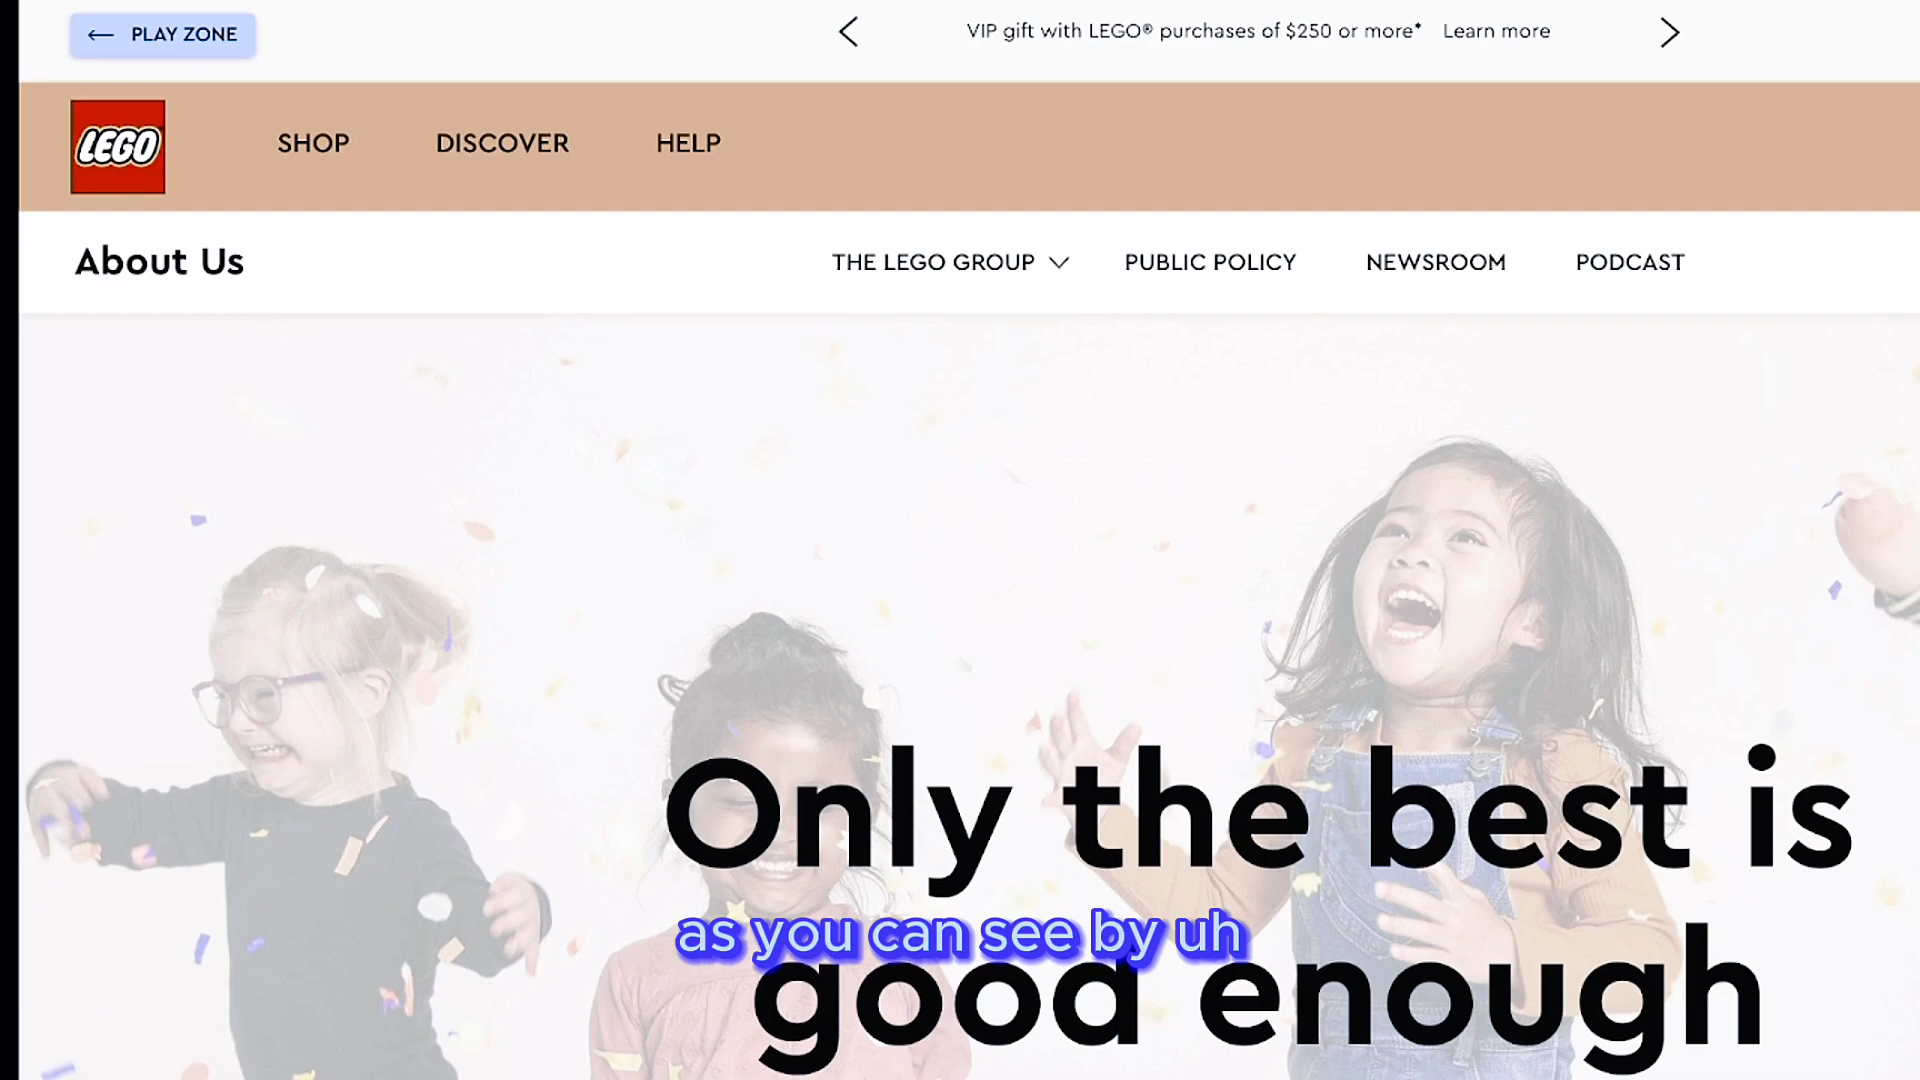 ← PLAY ZONE
VIP gift with LEGO® purchases of $250 or more* Learn more
LEGO
SHOP DISCOVER HELP
About Us
THE LEGO GROUP PUBLIC POLICY NEWSROOM PODCAST
Only the best is
as you can see by uh
good enough